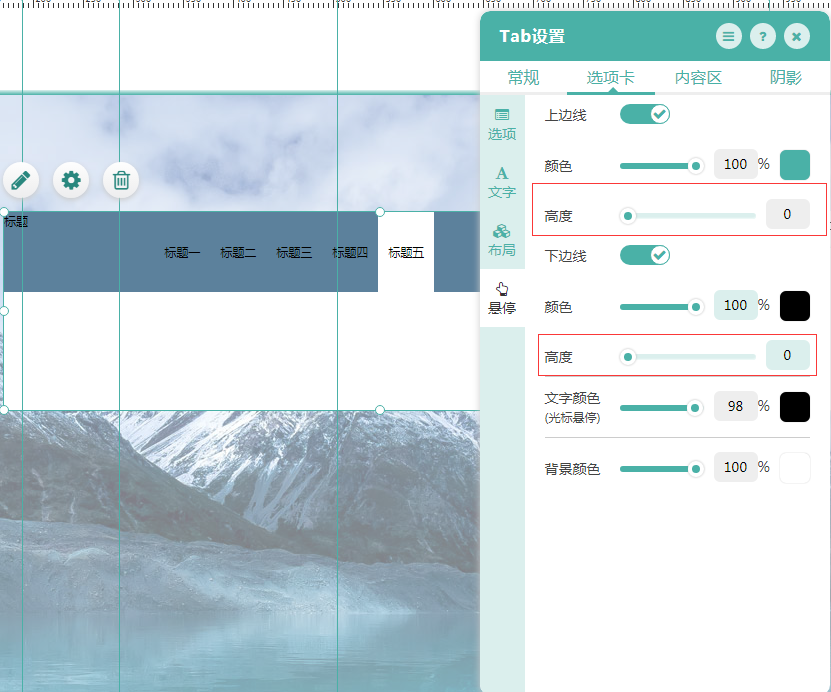 Tab设置
?
常规 选项卡 内容区 阴影
选项
文字
布局
悬停
上边线
颜色 100 %
高度 0
下边线
颜色 100 %
高度 0
文字颜色 98 %
(光标悬停)
背景颜色 100 %
标题
标题一 标题二 标题三 标题四 标题五